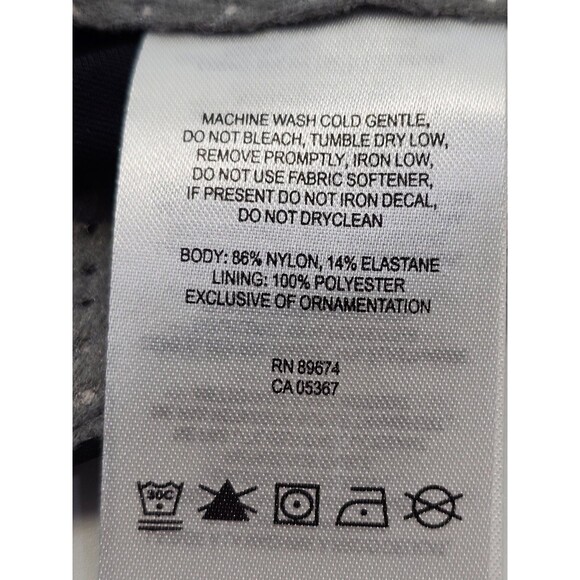 MACHINE WASH COLD GENTLE,
DO NOT BLEACH, TUMBLE DRY LOW,
REMOVE PROMPTLY, IRON LOW,
DO NOT USE FABRIC SOFTENER,
IF PRESENT DO NOT IRON DECAL,
DO NOT DRYCLEAN
BODY: 86% NYLON, 14% ELASTANE
LINING: 100% POLYESTER
EXCLUSIVE OF ORNAMENTATION
RN 89674
CA 05367
30C